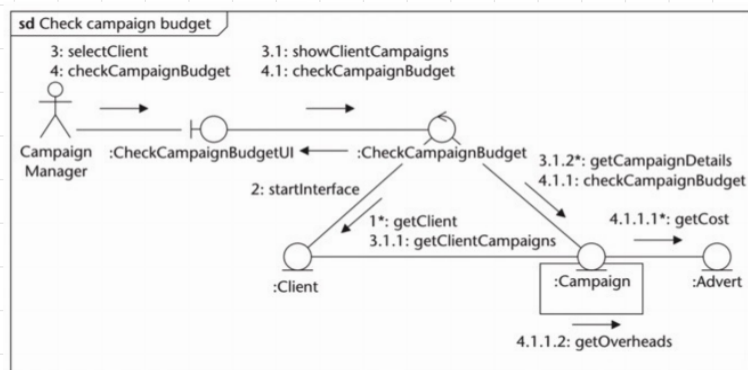 sd Check campaign budget
3: selectClient
4: checkCampaignBudget
3.1: showClientCampaigns
4.1: checkCampaignBudget
Campaign
Manager
:CheckCampaignBudgetUI
:CheckCampaignBudget
3.1.2*: getCampaignDetails
4.1.1: checkCampaignBudget
2: startInterface
1*: getClient
3.1.1: getClientCampaigns
4.1.1.1*: getCost
:Client
:Campaign
:Advert
4.1.1.2: getOverheads